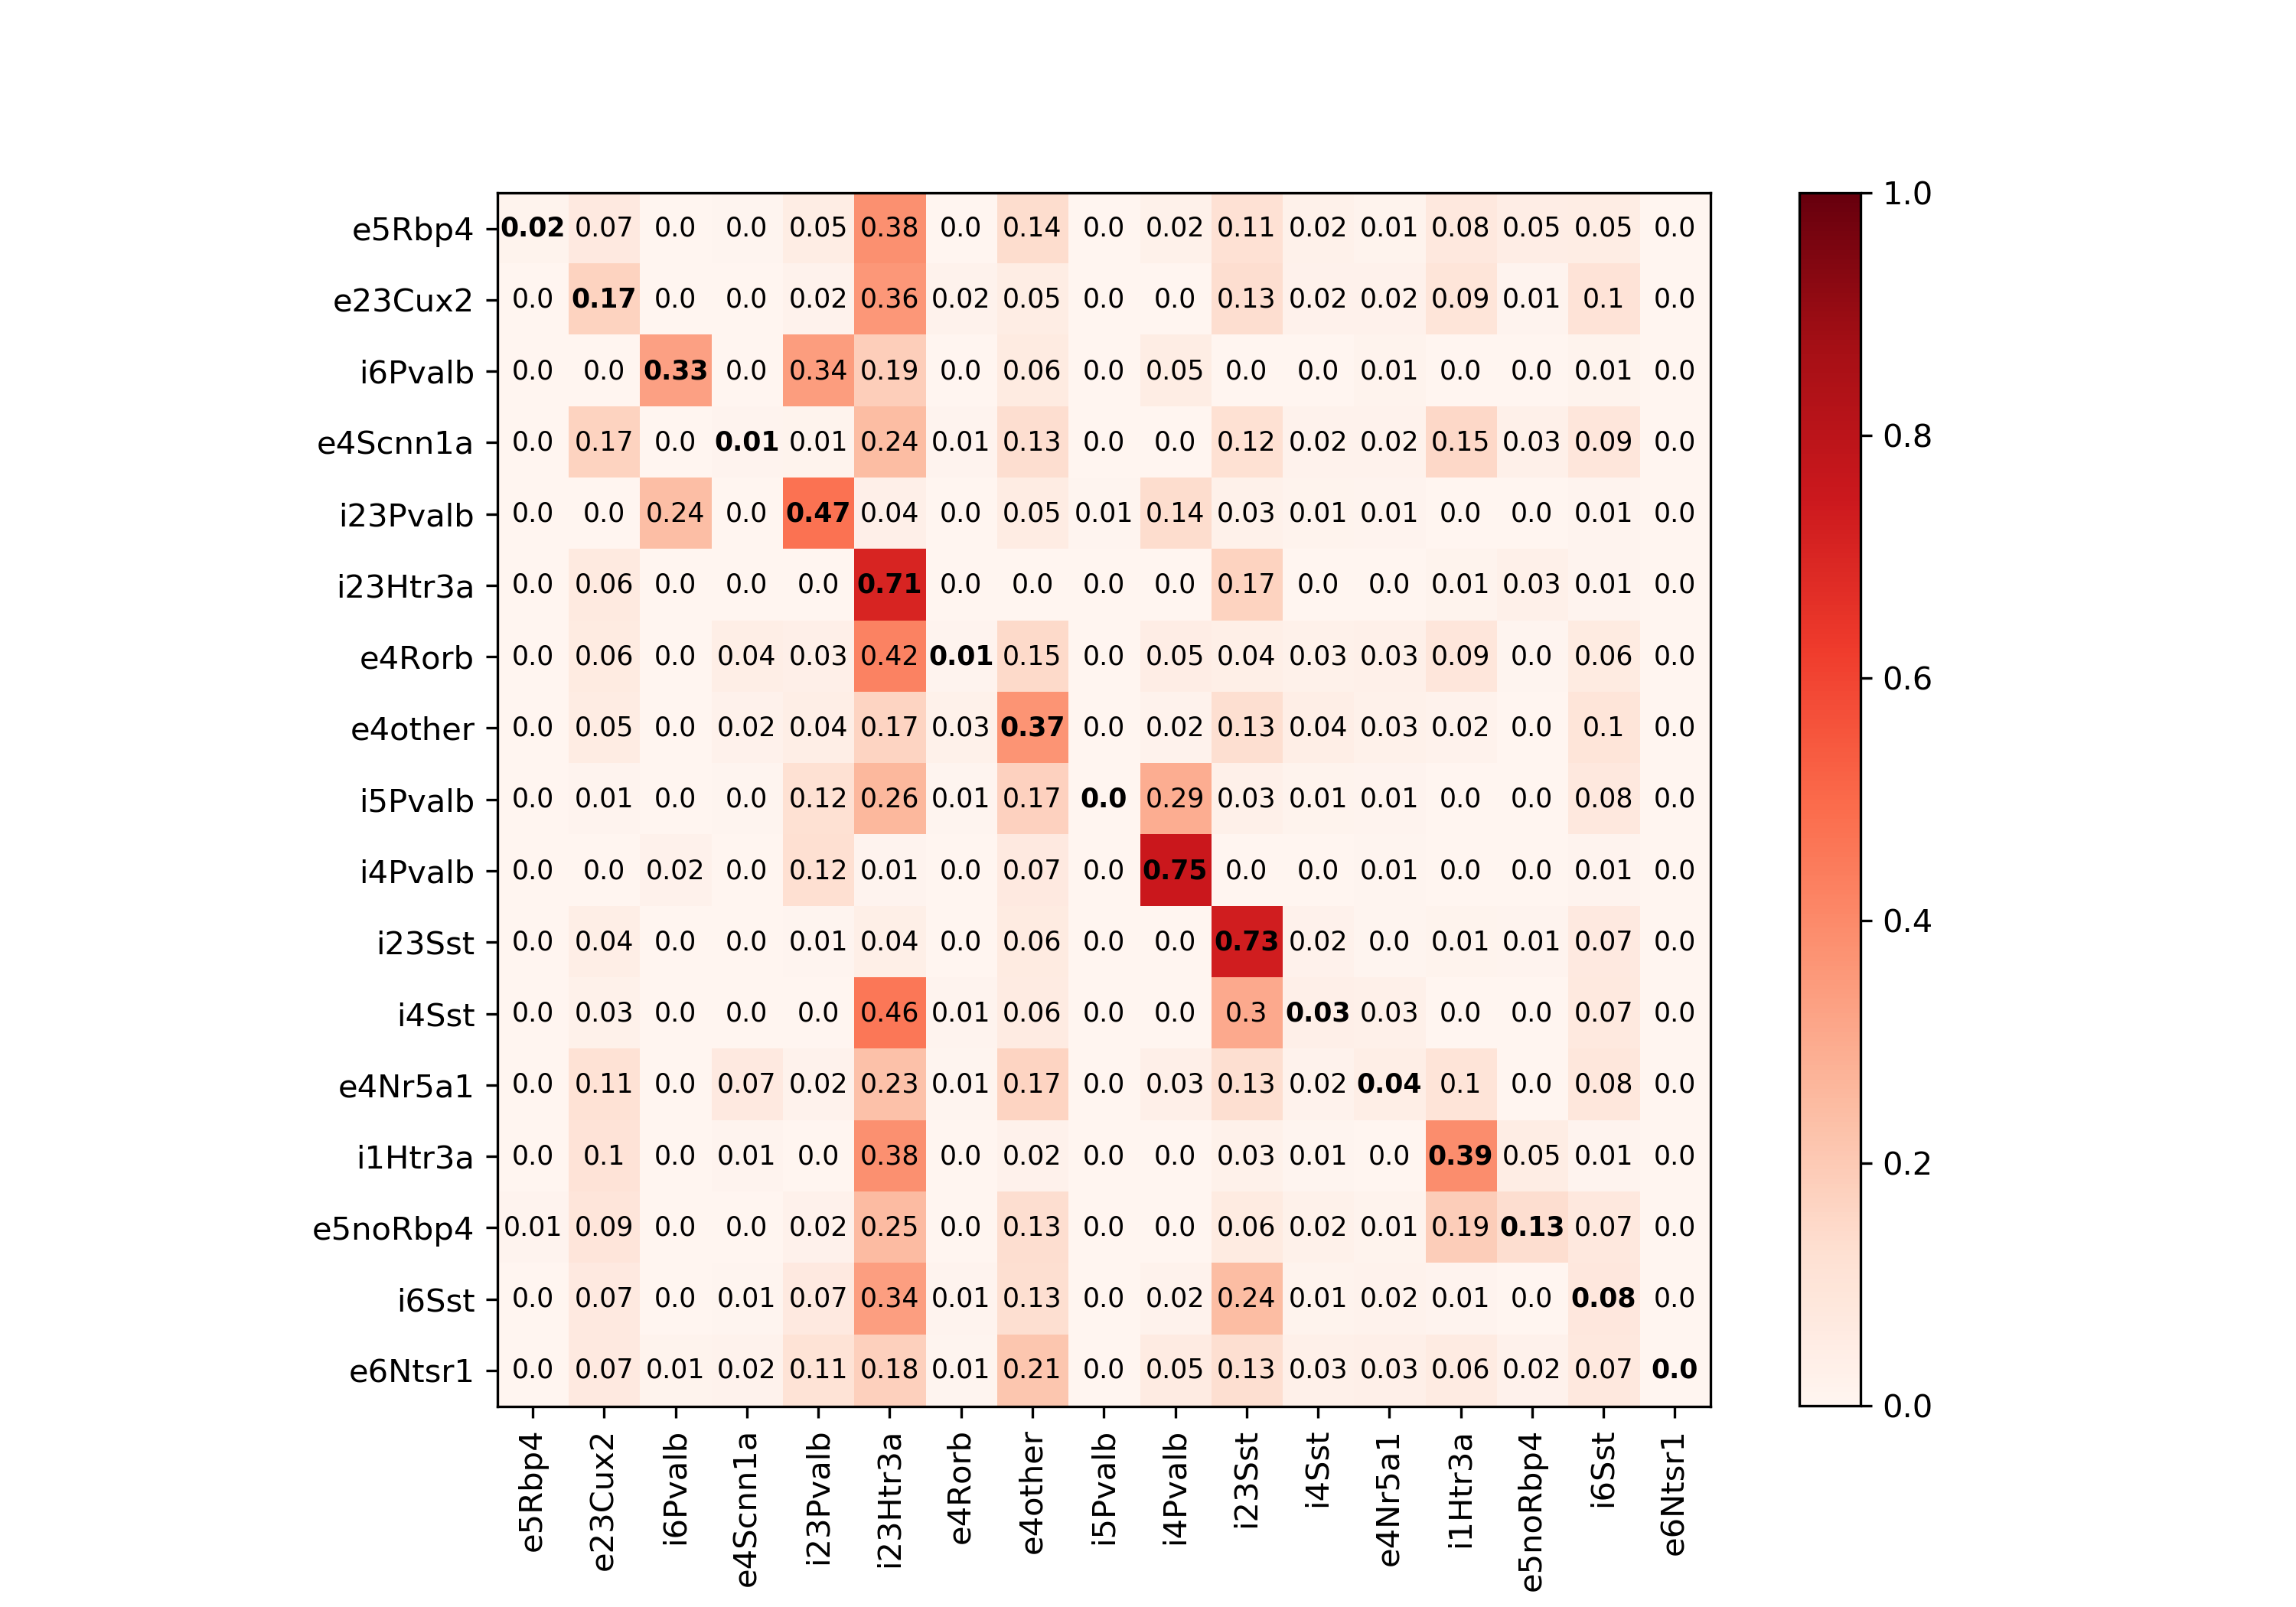 e5Rbp4 0.02 0.07 0.0 0.0 0.05 0.38 0.0 0.14 0.0 0.02 0.11 0.02 0.01 0.08 0.05 0.05 0.0
e23Cux2 0.0 0.17 0.0 0.0 0.02 0.36 0.02 0.05 0.0 0.0 0.13 0.02 0.02 0.09 0.01 0.1 0.0
i6Pvalb 0.0 0.0 0.33 0.0 0.34 0.19 0.0 0.06 0.0 0.05 0.0 0.0 0.01 0.0 0.0 0.01 0.0
e4Scnn1a 0.0 0.17 0.0 0.01 0.01 0.24 0.01 0.13 0.0 0.0 0.12 0.02 0.02 0.15 0.03 0.09 0.0
i23Pvalb 0.0 0.0 0.24 0.0 0.47 0.04 0.0 0.05 0.01 0.14 0.03 0.01 0.01 0.0 0.0 0.01 0.0
i23Htr3a 0.0 0.06 0.0 0.0 0.0 0.71 0.0 0.0 0.0 0.0 0.17 0.0 0.0 0.01 0.03 0.01 0.0
e4Rorb 0.0 0.06 0.0 0.04 0.03 0.42 0.01 0.15 0.0 0.05 0.04 0.03 0.03 0.09 0.0 0.06 0.0
e4other 0.0 0.05 0.0 0.02 0.04 0.17 0.03 0.37 0.0 0.02 0.13 0.04 0.03 0.02 0.0 0.1 0.0
i5Pvalb 0.0 0.01 0.0 0.0 0.12 0.26 0.01 0.17 0.0 0.29 0.03 0.01 0.01 0.0 0.0 0.08 0.0
i4Pvalb 0.0 0.0 0.02 0.0 0.12 0.01 0.0 0.07 0.0 0.75 0.0 0.0 0.01 0.0 0.0 0.01 0.0
i23Sst 0.0 0.04 0.0 0.0 0.01 0.04 0.0 0.06 0.0 0.0 0.73 0.02 0.0 0.01 0.01 0.07 0.0
i4Sst 0.0 0.03 0.0 0.0 0.0 0.46 0.01 0.06 0.0 0.0 0.3 0.03 0.03 0.0 0.0 0.07 0.0
e4Nr5a1 0.0 0.11 0.0 0.07 0.02 0.23 0.01 0.17 0.0 0.03 0.13 0.02 0.04 0.1 0.0 0.08 0.0
i1Htr3a 0.0 0.1 0.0 0.01 0.0 0.38 0.0 0.02 0.0 0.0 0.03 0.01 0.0 0.39 0.05 0.01 0.0
e5noRbp4 0.01 0.09 0.0 0.0 0.02 0.25 0.0 0.13 0.0 0.0 0.06 0.02 0.01 0.19 0.13 0.07 0.0
i6Sst 0.0 0.07 0.0 0.01 0.07 0.34 0.01 0.13 0.0 0.02 0.24 0.01 0.02 0.01 0.0 0.08 0.0
e6Ntsr1 0.0 0.07 0.01 0.02 0.11 0.18 0.01 0.21 0.0 0.05 0.13 0.03 0.03 0.06 0.02 0.07 0.0
e5Rbp4
e23Cux2
i6Pvalb
e4Scnn1a
i23Pvalb
i23Htr3a
e4Rorb
e4other
i5Pvalb
i4Pvalb
i23Sst
i4Sst
e4Nr5a1
i1Htr3a
e5noRbp4
i6Sst
e6Ntsr1
1.0
0.8
0.6
0.4
0.2
0.0